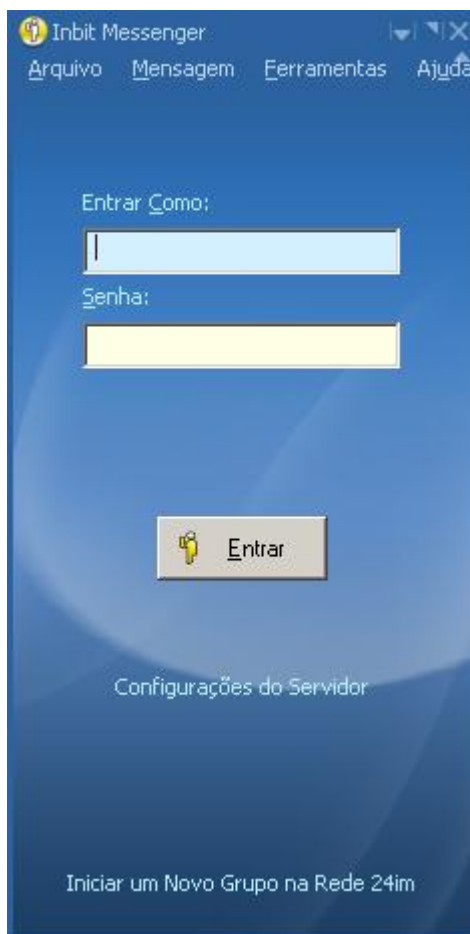 Inbit Messenger
Arquivo Mensagem Ferramentas Ajuda
Entrar Como:
Senha:
Entrar
Configurações do Servidor
Iniciar um Novo Grupo na Rede 24im